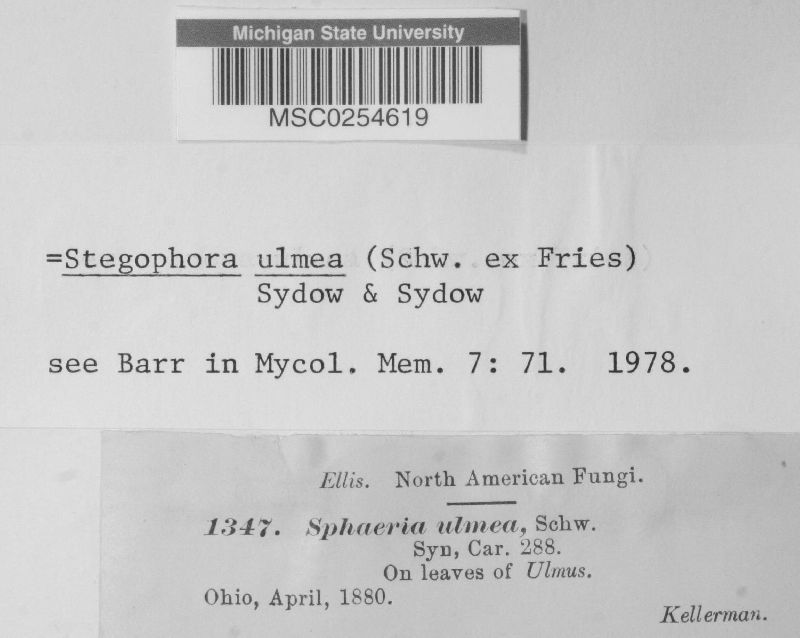 Michigan State University
MSC0254619
=Stegophora ulmea (Schw. ex Fries)
Sydow & Sydow
see Barr in Mycol. Mem. 7: 71. 1978.
Ellis. North American Fungi.
1347. Sphaeria ulmea, Schw.
Syn, Car. 288.
On leaves of Ulmus.
Ohio, April, 1880.
Kellerman.